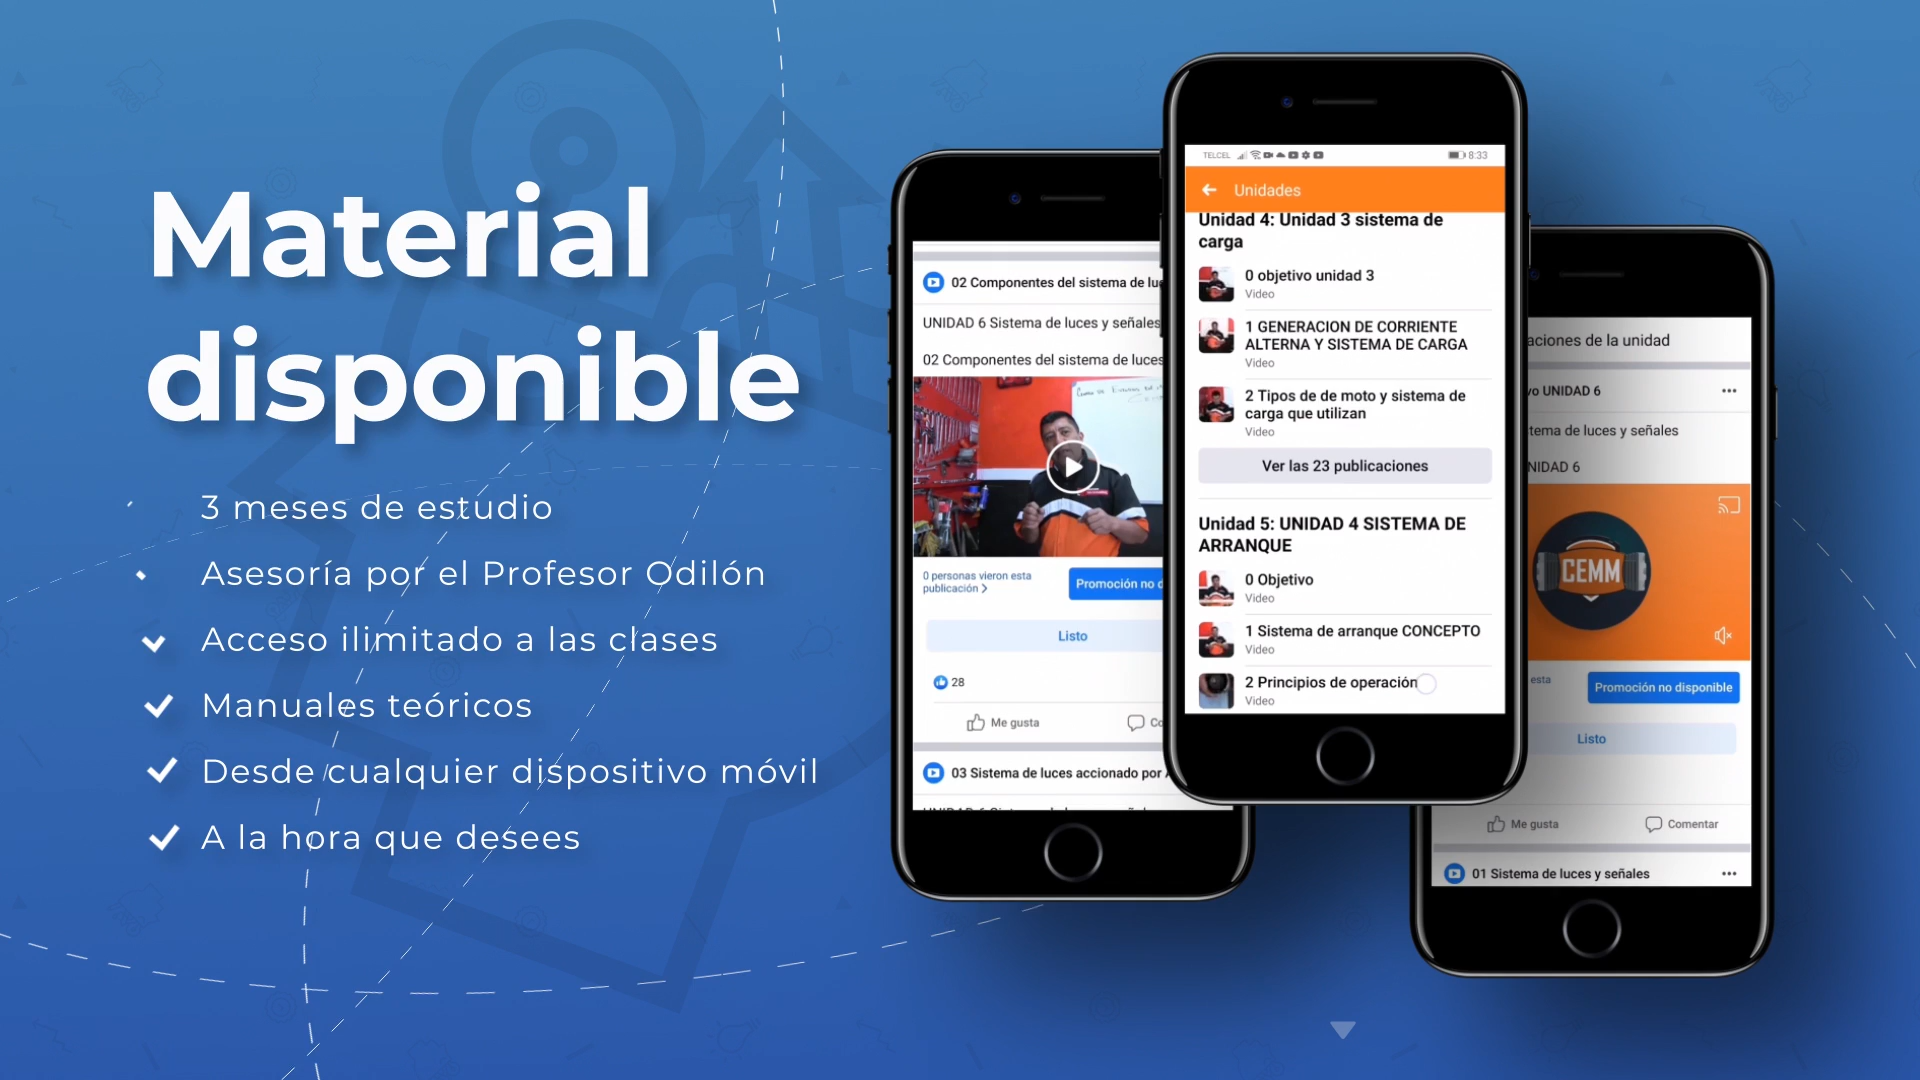 Material
disponible
3 meses de estudio
Asesoría por el Profesor Odilón
Acceso ilimitado a las clases
Manuales teóricos
Desde cualquier dispositivo móvil
A la hora que desees
02 Componentes del sistema de
UNIDAD 6 Sistema de luces y señales
02 Componentes del sistema de luces
0 personas vieron esta
publicación
Promoción no
Listo
28
Me gusta
03 Sistema de luces accionado por
TELCEL
8:33
Unidades
Unidad 4: Unidad 3 sistema de
carga
0 objetivo unidad 3
Video
1 GENERACION DE CORRIENTE
ALTERNA Y SISTEMA DE CARGA
Video
2 Tipos de de moto y sistema de
carga que utilizan
Video
Ver las 23 publicaciones
Unidad 5: UNIDAD 4 SISTEMA DE
ARRANQUE
0 Objetivo
Video
1 Sistema de arranque CONCEPTO
Video
2 Principios de operación
Video
aciones de la unidad
vo UNIDAD 6
tema de luces y señales
NIDAD 6
CEMM
esta
Promoción no disponible
Listo
Me gusta
Comentar
01 Sistema de luces y señales